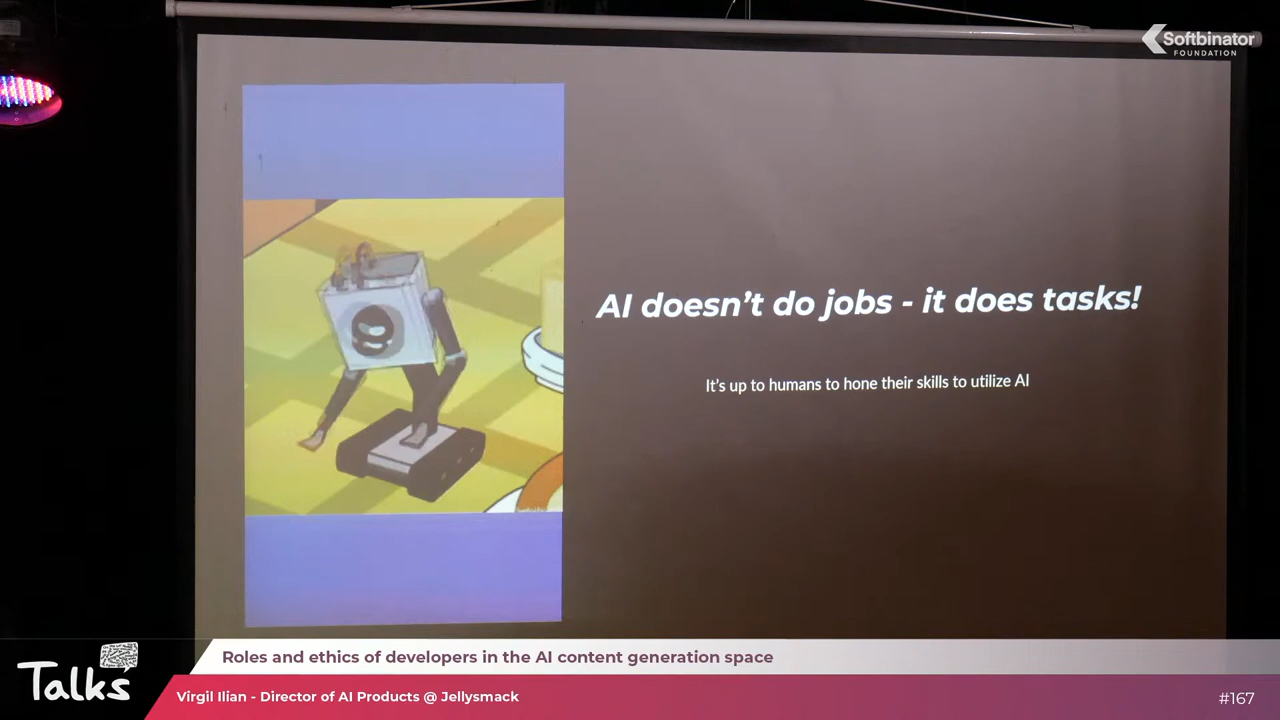 Softbinator
FOUNDATION
AI doesn't do jobs - it does tasks!
It's up to humans to hone their skills to utilize AI
Talks
Roles and ethics of developers in the AI content generation space
Virgil Ilian - Director of AI Products @ Jellysmack
#167